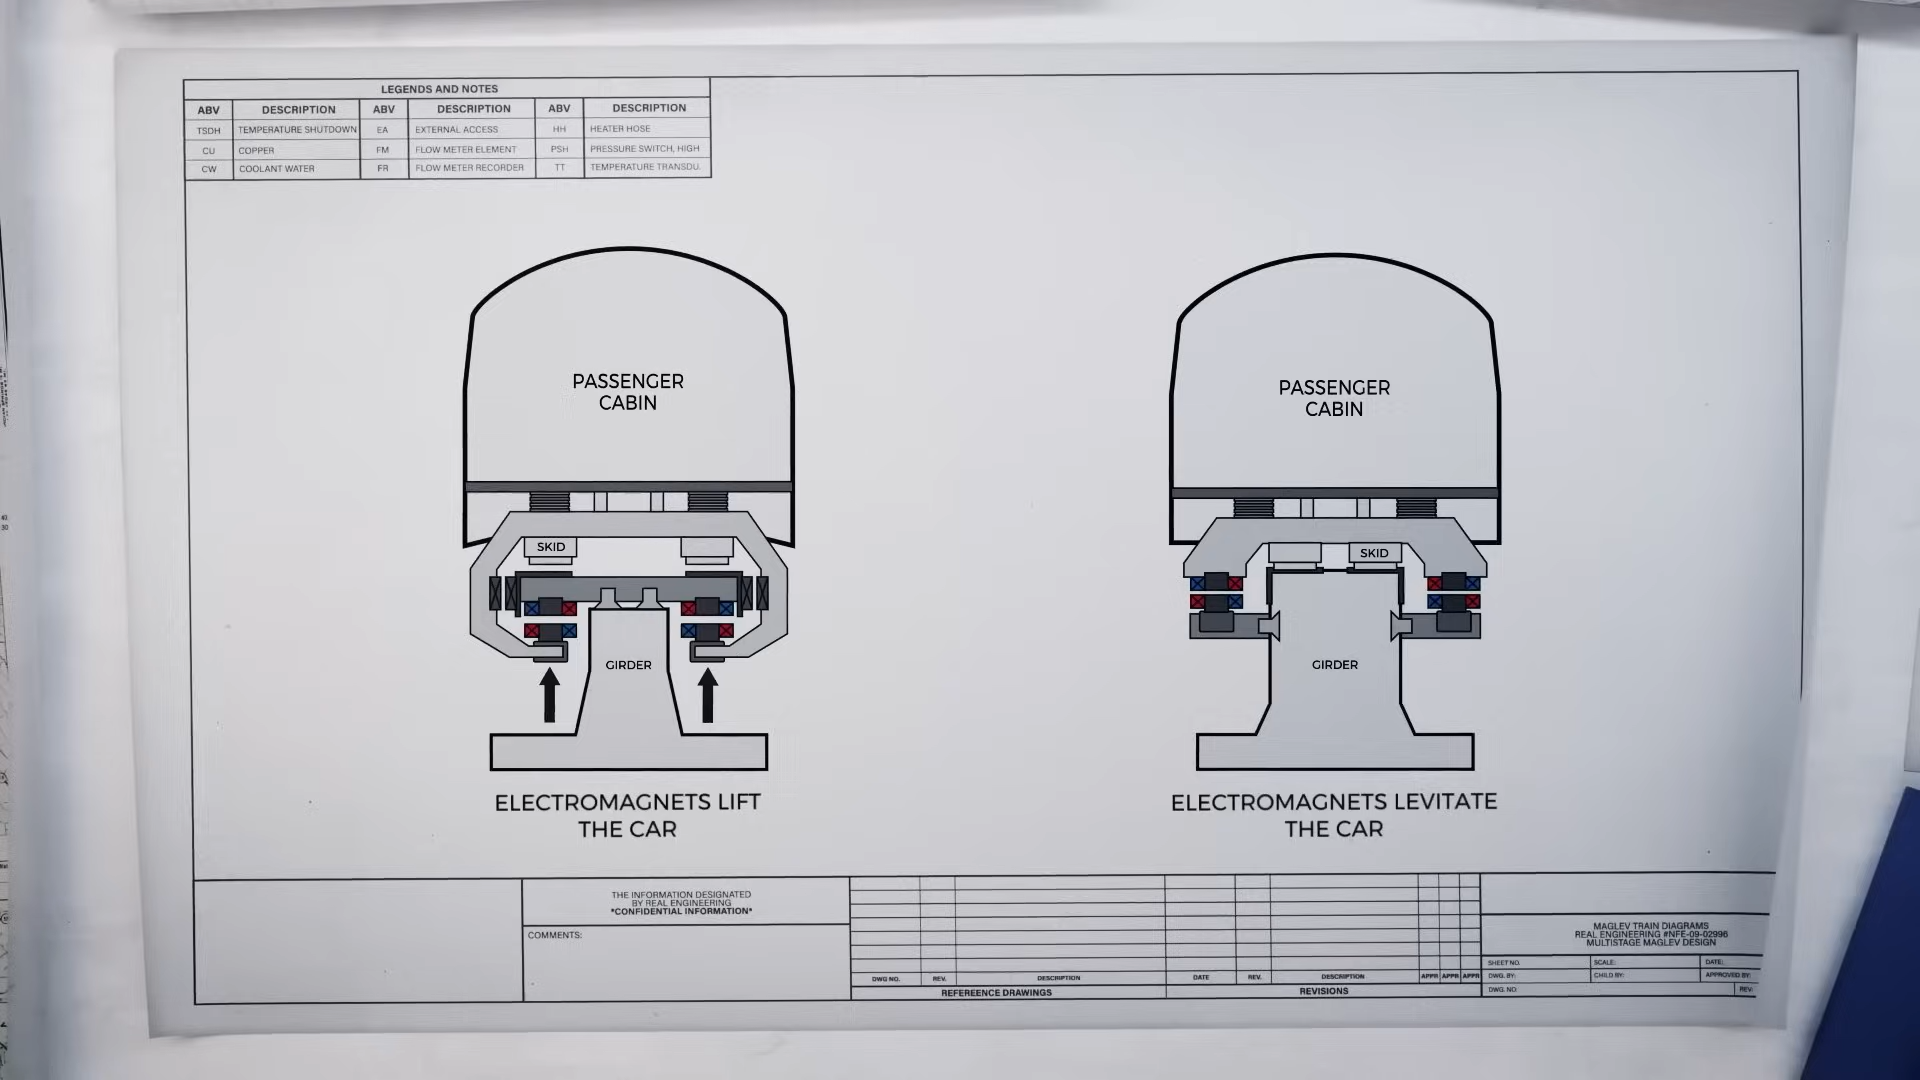 LEGENDS AND NOTES
ABV DESCRIPTION ABV DESCRIPTION ABV DESCRIPTION
TSDH TEMPERATURE SHUTDOWN EA EXTERNAL ACCESS HH HEATER HOSE
CU COPPER FM FLOW METER ELEMENT PSH PRESSURE SWITCH, HIGH
CW COOLANT WATER FR FLOW METER RECORDER TT TEMPERATURE TRANSDU.
PASSENGER
CABIN
SKID
GIRDER
ELECTROMAGNETS LIFT
THE CAR
PASSENGER
CABIN
SKID
GIRDER
ELECTROMAGNETS LEVITATE
THE CAR
THE INFORMATION DESIGNATED
BY REAL ENGINEERING
*CONFIDENTIAL INFORMATION*
COMMENTS:
DWG NO. REV. DESCRIPTION DATE REV. DESCRIPTION APPR APPR APPR
REFEREENCE DRAWINGS REVISIONS
MAGLEV TRAIN DIAGRAMS
REAL ENGINEERING #NFE-09-02996
MULTISTAGE MAGLEV DESIGN
SHEET NO. SCALE: DATE:
DWG. BY: CHILD BY: APPROVED BY:
DWG. NO: REV: